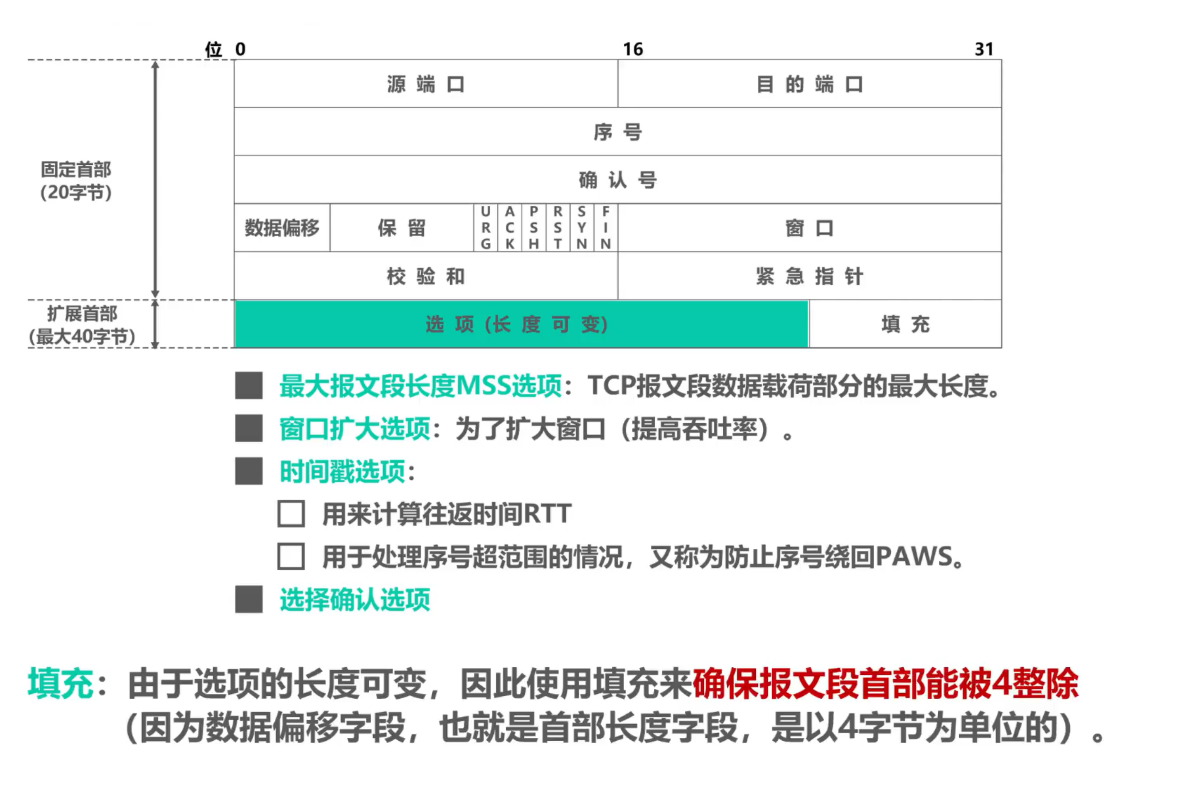 位 0 16 31
源 端 口 目 的 端 口
序 号
固定首部
(20字节)
确 认 号
数据偏移 保 留 URG ACK PSH RST SYN FIN 窗 口
校 验 和 紧 急 指 针
扩展首部
(最大40字节)
选 项 (长 度 可 变) 填 充
最大报文段长度MSS选项：TCP报文段数据载荷部分的最大长度。
窗口扩大选项：为了扩大窗口（提高吞吐率）。
时间戳选项：
用来计算往返时间RTT
用于处理序号超范围的情况，又称为防止序号绕回PAWS。
选择确认选项
填充：由于选项的长度可变，因此使用填充来确保报文段首部能被4整除
（因为数据偏移字段，也就是首部长度字段，是以4字节为单位的）。